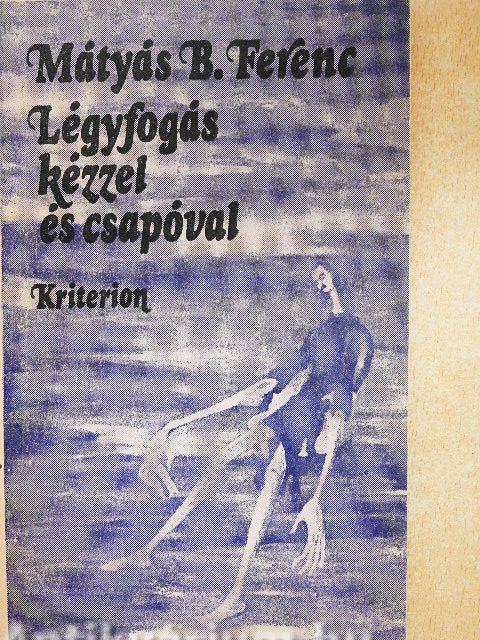 Mátyás B. Ferenc
Légyfogás
kézzel
és csapóval
Kriterion